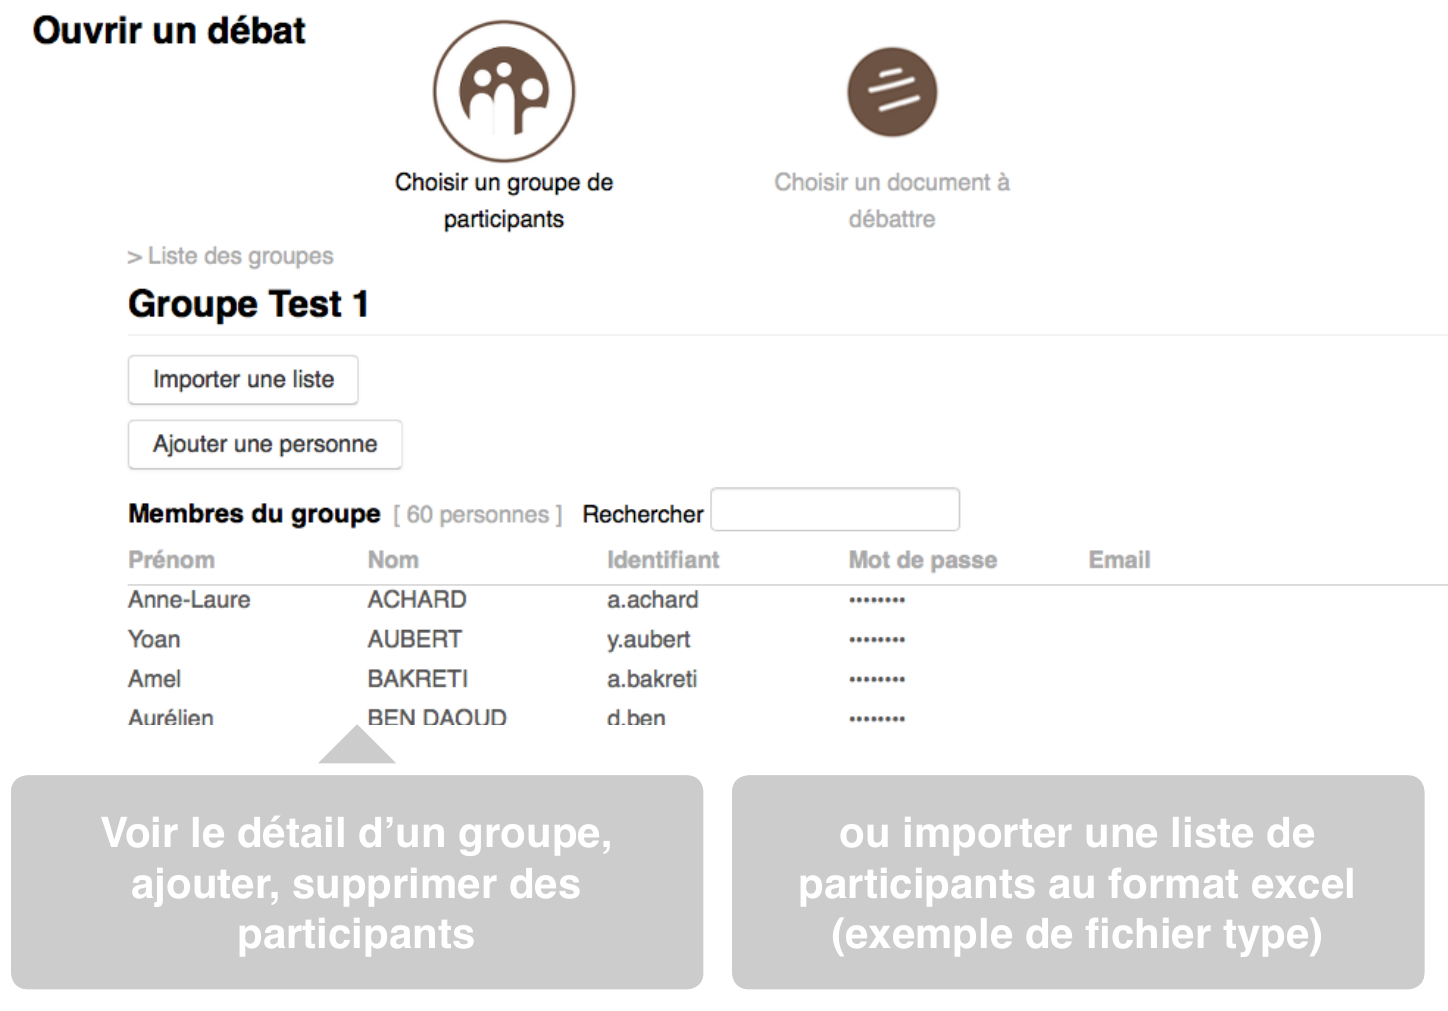 Ouvrir un débat
Choisir un groupe de
participants
Choisir un document à
débattre
> Liste des groupes
Groupe Test 1
Importer une liste
Ajouter une personne
Membres du groupe [ 60 personnes ] Rechercher
Prénom Nom Identifiant Mot de passe Email
Anne-Laure ACHARD a.achard ••••••••
Yoan AUBERT y.aubert ••••••••
Amel BAKRETI a.bakreti ••••••••
Aurélien BEN DAOUD d.ben ••••••••
Voir le détail d’un groupe,
ajouter, supprimer des
participants
ou importer une liste de
participants au format excel
(exemple de fichier type)